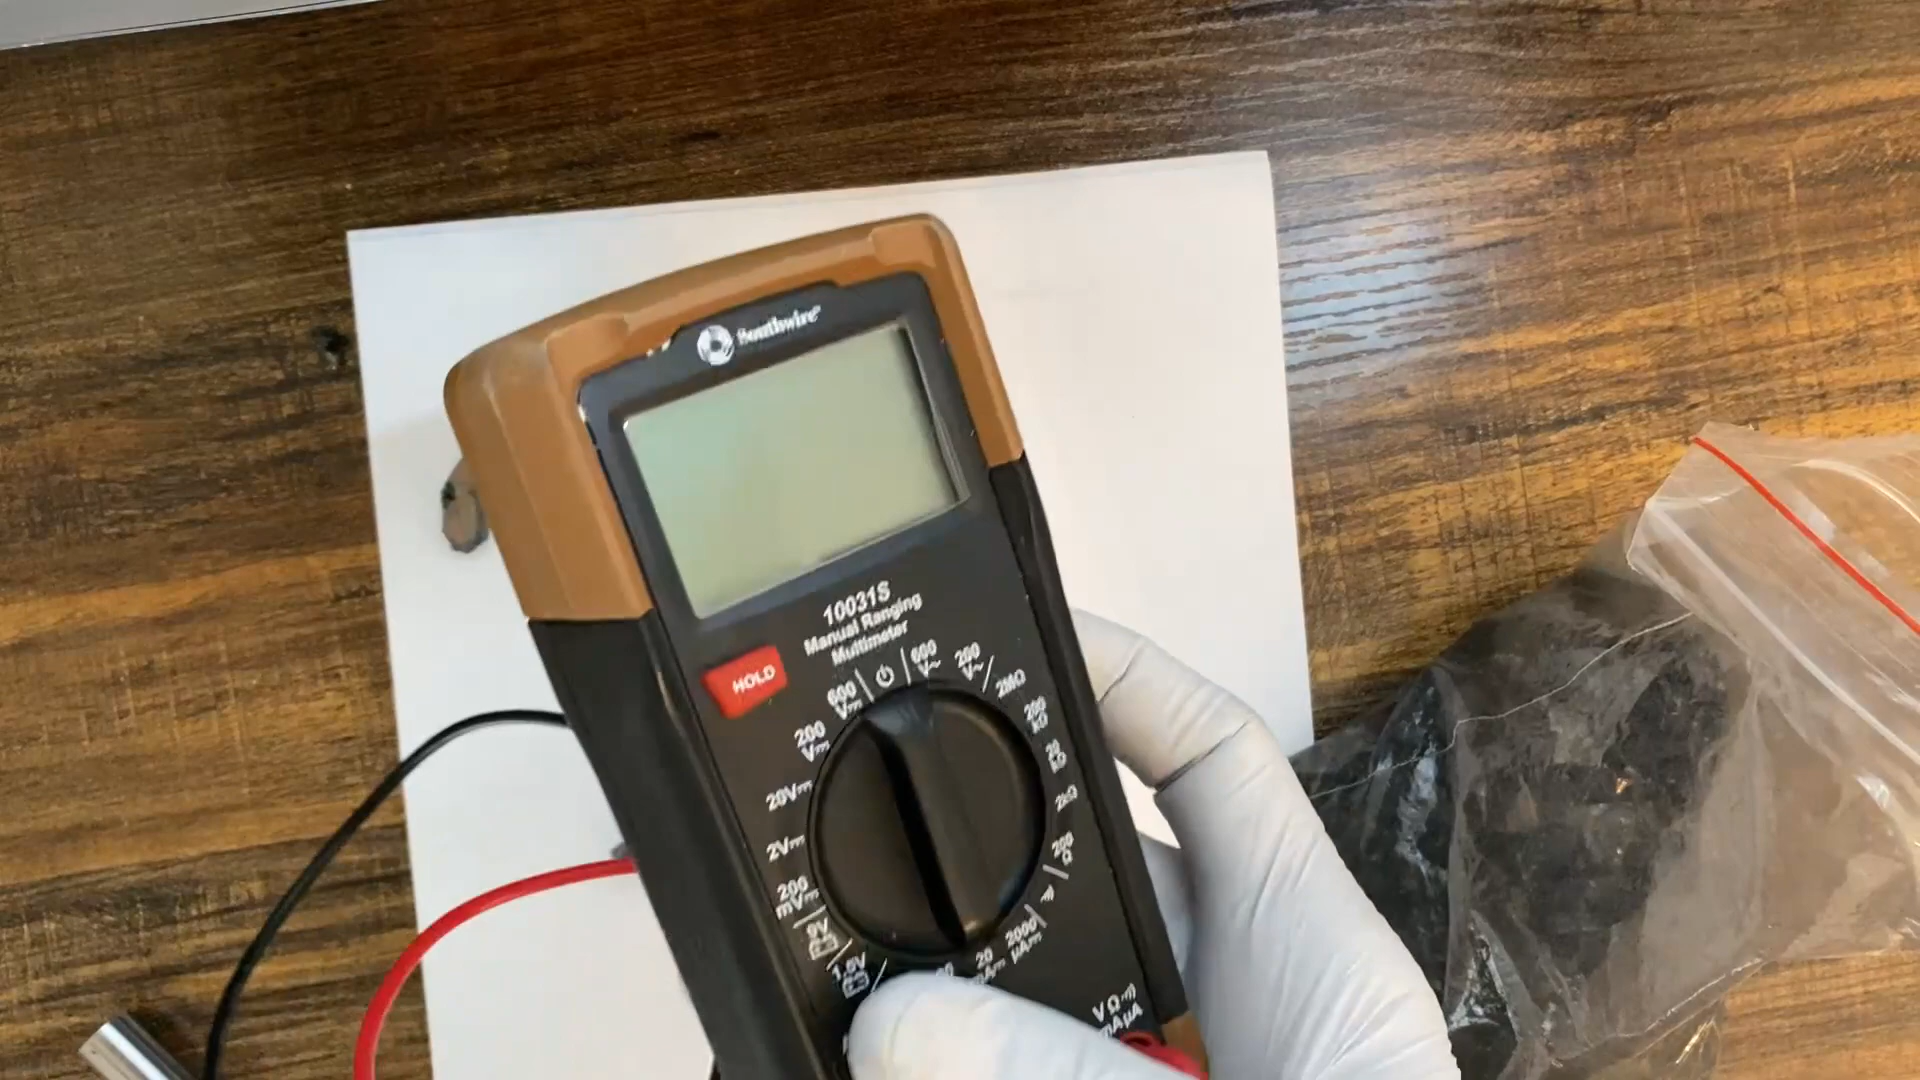 Southwire®
10031S
Manual Ranging
Multimeter
HOLD
600
V⎓
600
V~
200
V~
2MΩ
200
V⎓
200
kΩ
20
kΩ
20V⎓
2kΩ
2V⎓
200
Ω
200
mV⎓
9V
1.5V
2000
µA⎓
20
mA⎓
VΩ
mAµA